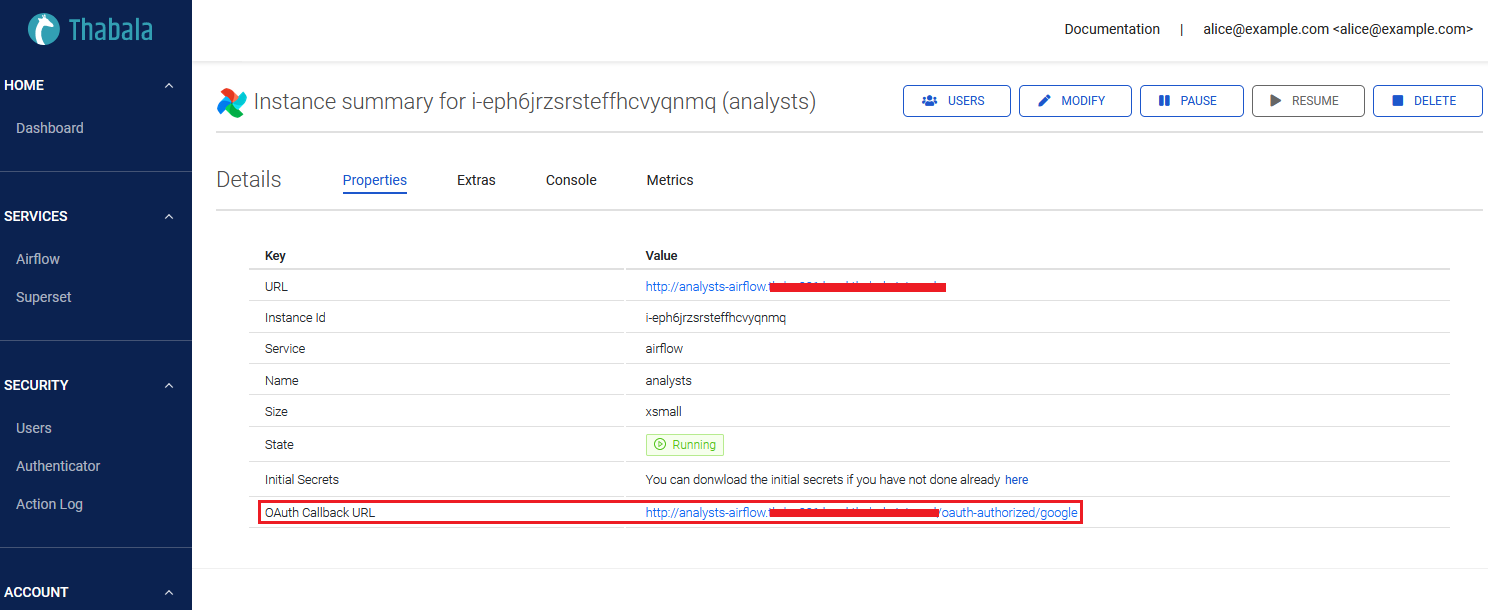 Thabala
Documentation | alice@example.com <alice@example.com>
HOME
Dashboard
SERVICES
Airflow
Superset
SECURITY
Users
Authenticator
Action Log
ACCOUNT
Instance summary for i-eph6jrzsrsteffhcvyqnmq (analysts)
USERS
MODIFY
PAUSE
RESUME
DELETE
Details
Properties
Extras
Console
Metrics
Key Value
URL http://analysts-airflow.
Instance Id i-eph6jrzsrsteffhcvyqnmq
Service airflow
Name analysts
Size xsmall
State Running
Initial Secrets You can donwload the initial secrets if you have not done already here
OAuth Callback URL http://analysts-airflow. /oauth-authorized/google